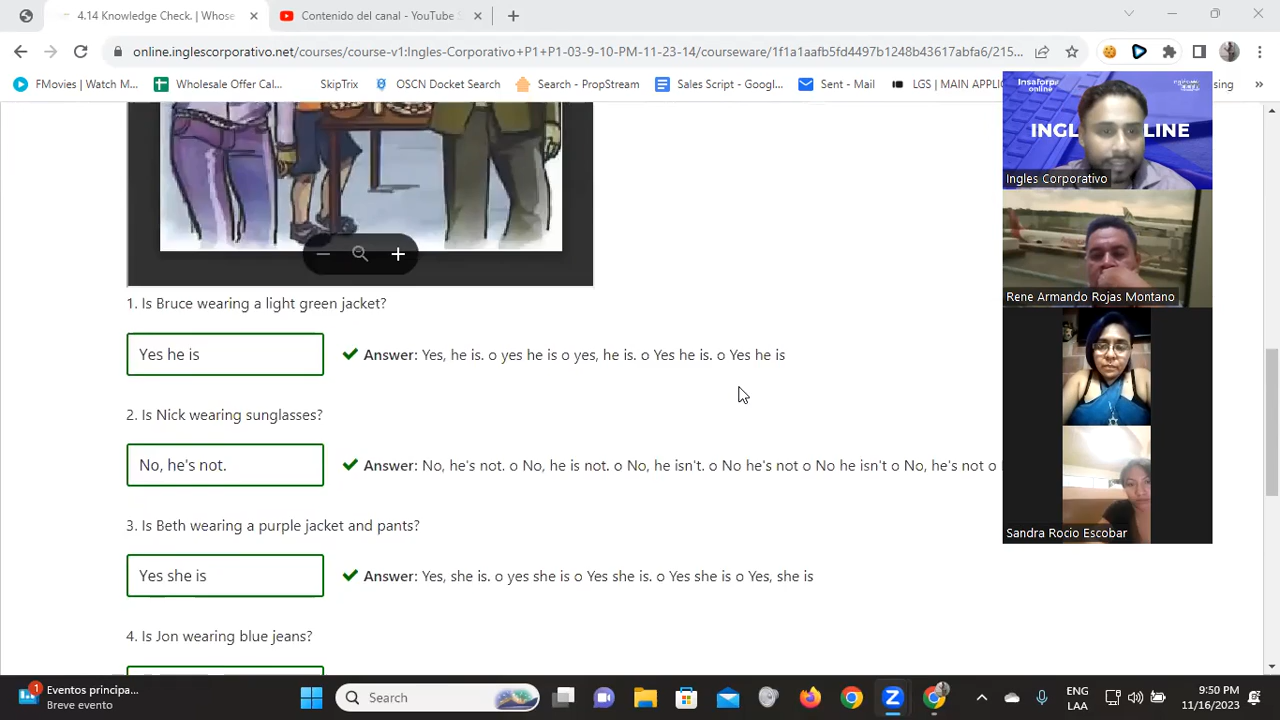 4.14 Knowledge Check. | Whos
Contenido del canal - YouTube S
online.inglescorporativo.net/courses/course-v1:Ingles-Corporativo+P1+P1-03-9-10-PM-11-23-14/courseware/1f1a1aafb5fd4497b1248b43617abfa6/215...
FMovies | Watch M...
Wholesale Offer Cal...
SkipTrix
OSCN Docket Search
Search - PropStream
Sales Script - Googl...
Sent - Mail
LGS | MAIN APPLIC
sing
Insaforp
online
INGL
LINE
Ingles Corporativo
Rene Armando Rojas Montano
Sandra Rocio Escobar
1. Is Bruce wearing a light green jacket?
Yes he is
Answer: Yes, he is. o yes he is o yes, he is. o Yes he is. o Yes he is
2. Is Nick wearing sunglasses?
No, he's not.
Answer: No, he's not. o No, he is not. o No, he isn't. o No he's not o No he isn't o No, he's not o
3. Is Beth wearing a purple jacket and pants?
Yes she is
Answer: Yes, she is. o yes she is o Yes she is. o Yes she is o Yes, she is
4. Is Jon wearing blue jeans?
1
Eventos principa...
Breve evento
Search
ENG
LAA
9:50 PM
11/16/2023